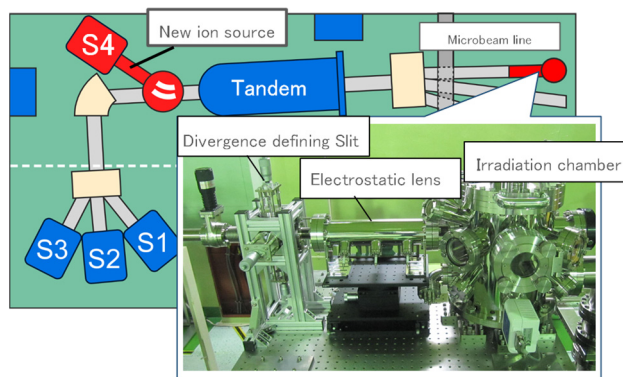 S4
New ion source
Microbeam line
Tandem
Divergence defining Slit
Irradiation chamber
Electrostatic lens
S3
S2
S1